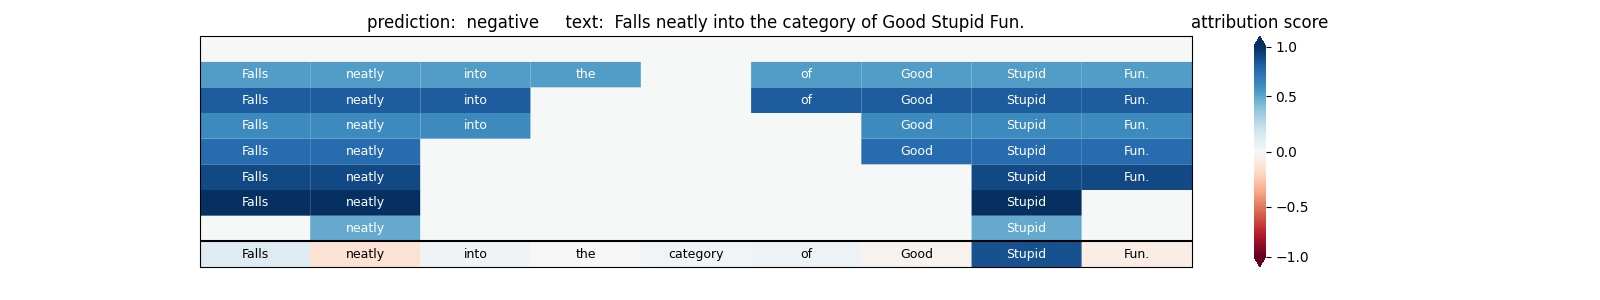 prediction:  negative     text:  Falls neatly into the category of Good Stupid Fun.
attribution score
Falls neatly into the of Good Stupid Fun.
Falls neatly into of Good Stupid Fun.
Falls neatly into Good Stupid Fun.
Falls neatly Good Stupid Fun.
Falls neatly Stupid Fun.
Falls neatly Stupid
neatly Stupid
Falls neatly into the category of Good Stupid Fun.
1.0
0.5
0.0
−0.5
−1.0